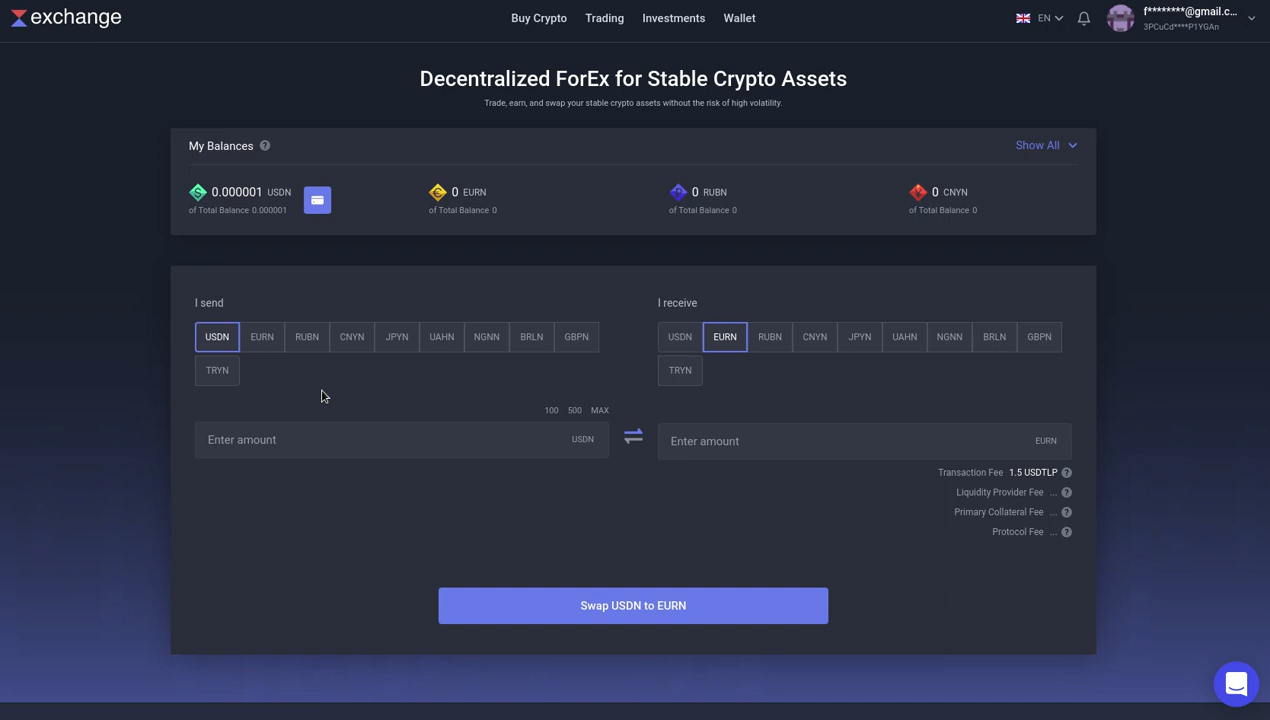 exchange
Buy Crypto Trading Investments Wallet
EN
f********@gmail.c...
3PCuCd****P1YGAn
Decentralized ForEx for Stable Crypto Assets
Trade, earn, and swap your stable crypto assets without the risk of high volatility.
My Balances ?
Show All
0.000001 USDN
of Total Balance 0.000001
0 EURN
of Total Balance 0
0 RUBN
of Total Balance 0
0 CNYN
of Total Balance 0
I send
USDN EURN RUBN CNYN JPYN UAHN NGNN BRLN GBPN
TRYN
100 500 MAX
Enter amount USDN
I receive
USDN EURN RUBN CNYN JPYN UAHN NGNN BRLN GBPN
TRYN
Enter amount EURN
Transaction Fee 1.5 USDTLP ?
Liquidity Provider Fee ... ?
Primary Collateral Fee ... ?
Protocol Fee ... ?
Swap USDN to EURN